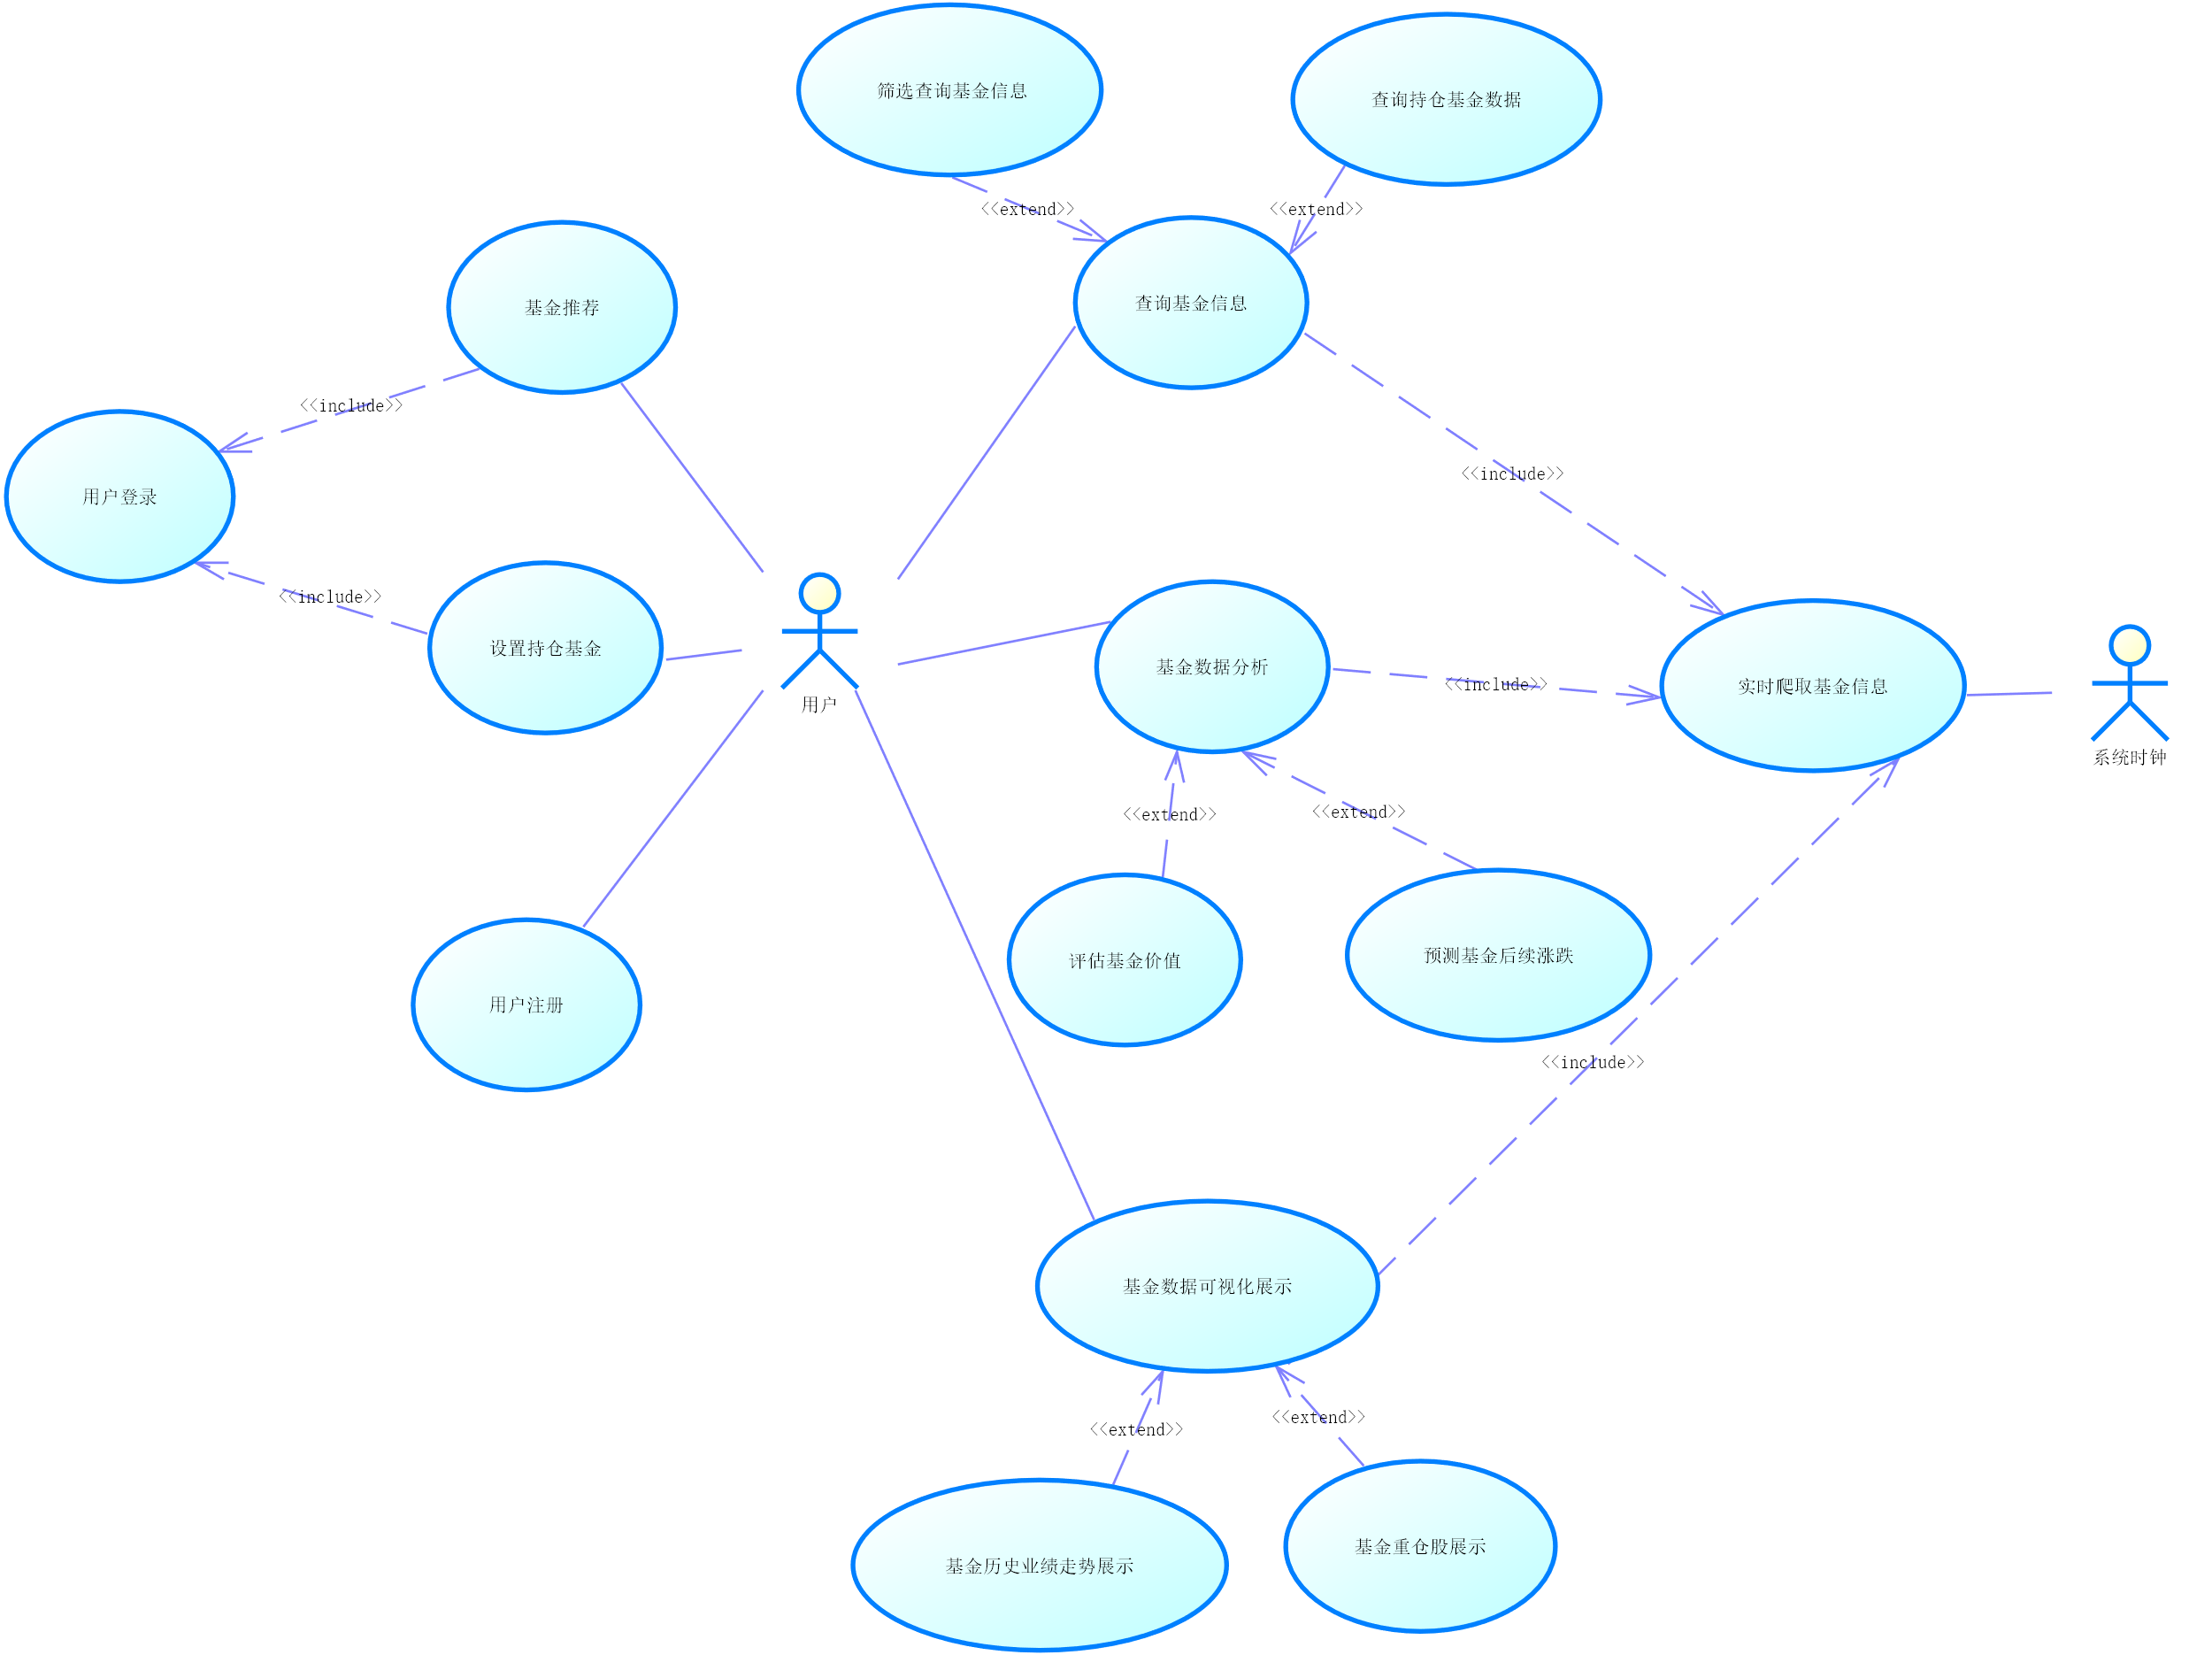 筛选查询基金信息
查询持仓基金数据
<<extend>>
<<extend>>
基金推荐
查询基金信息
<<include>>
<<include>>
用户登录
<<include>>
设置持仓基金
用户
基金数据分析
<<include>>
实时爬取基金信息
系统时钟
<<extend>>
<<extend>>
评估基金价值
预测基金后续涨跌
用户注册
<<include>>
基金数据可视化展示
<<extend>>
<<extend>>
基金历史业绩走势展示
基金重仓股展示